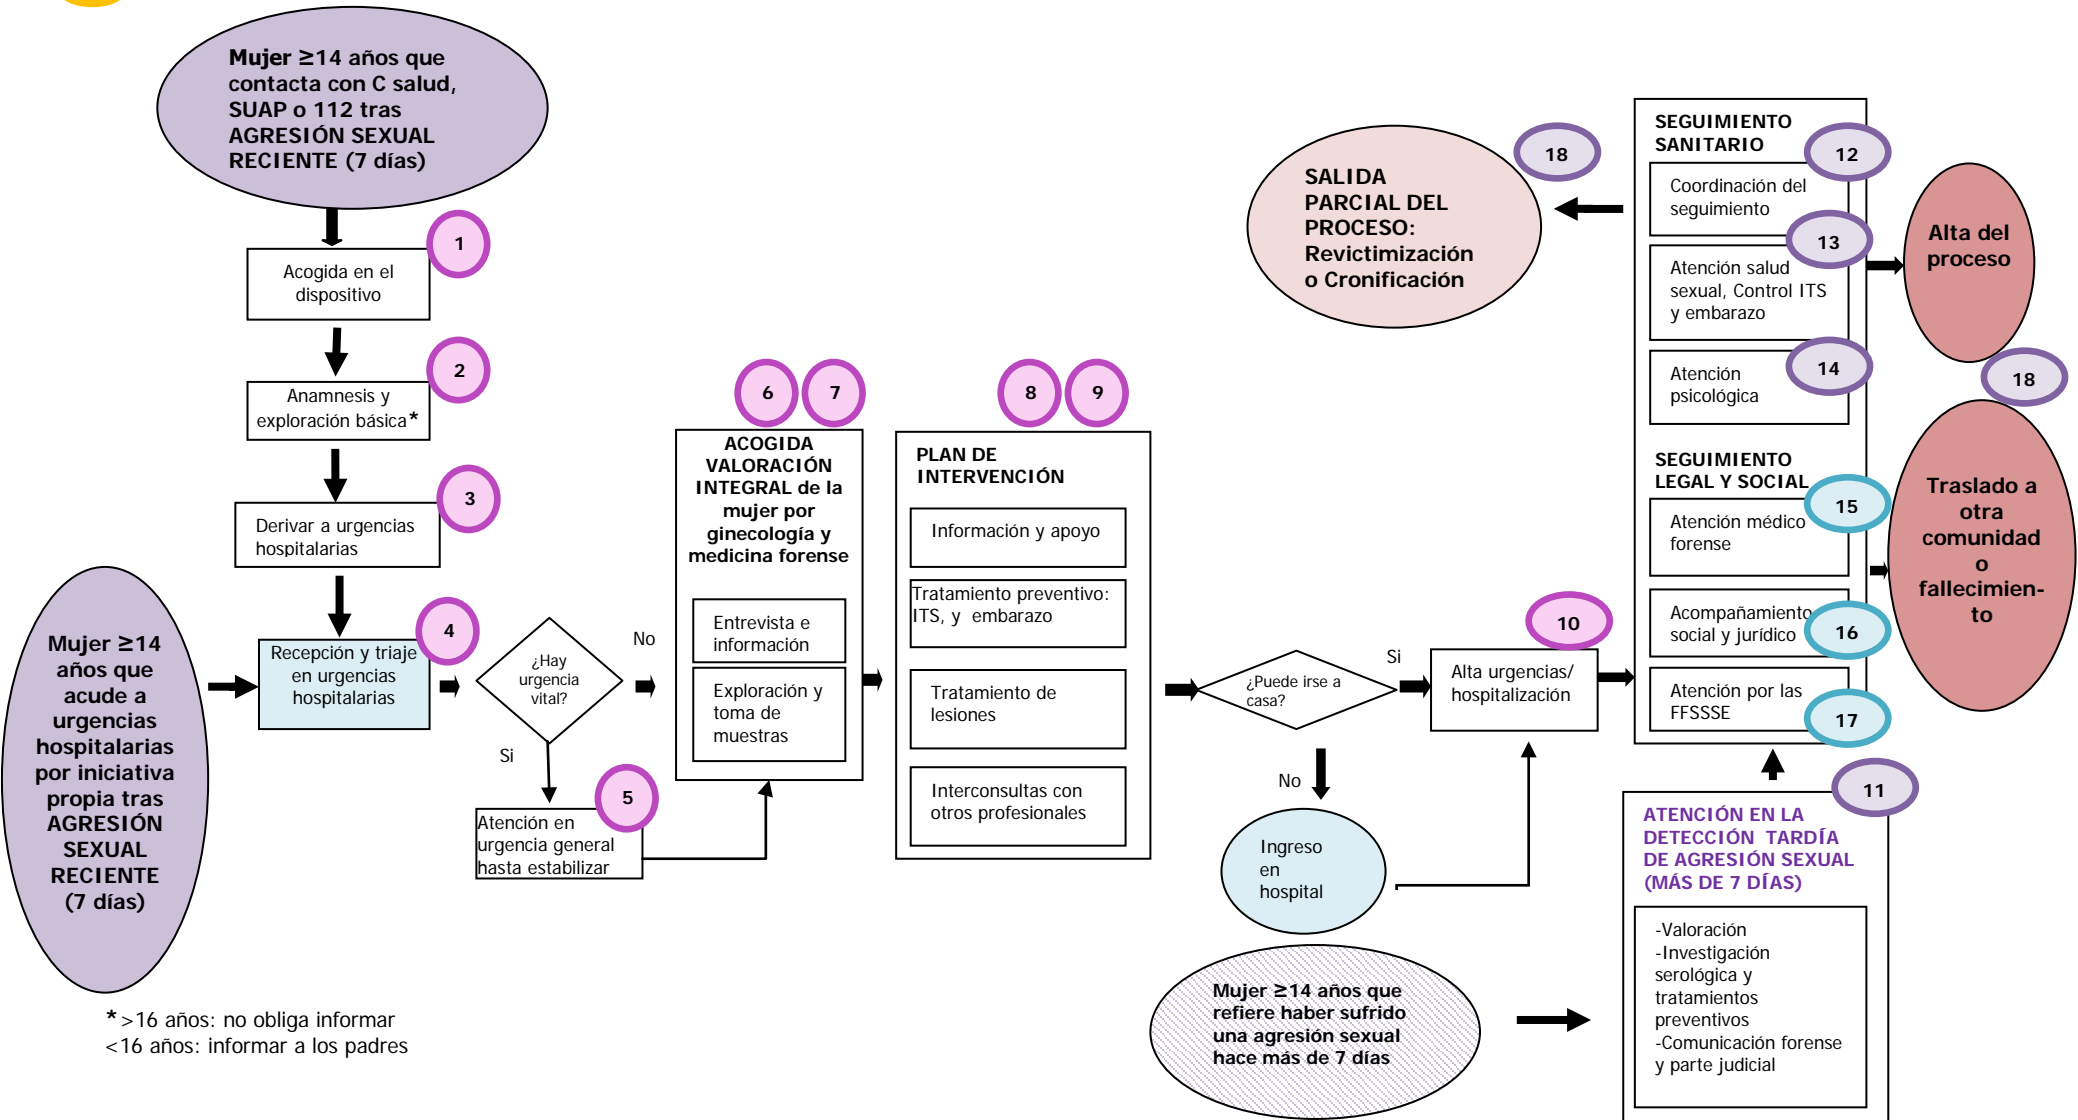 Mujer ≥14 años que
contacta con C salud,
SUAP o 112 tras
AGRESIÓN SEXUAL
RECIENTE (7 días)
1
Acogida en el
dispositivo
2
Anamnesis y
exploración básica*
3
Derivar a urgencias
hospitalarias
Mujer ≥14
años que
acude a
urgencias
hospitalarias
por iniciativa
propia tras
AGRESIÓN
SEXUAL
RECIENTE
(7 días)
4
Recepción y triaje
en urgencias
hospitalarias
¿Hay
urgencia
vital?
No
Si
5
Atención en
urgencia general
hasta estabilizar
6
7
ACOGIDA
VALORACIÓN
INTEGRAL de la
mujer por
ginecología y
medicina forense
Entrevista e
información
Exploración y
toma de
muestras
8
9
PLAN DE
INTERVENCIÓN
Información y apoyo
Tratamiento preventivo:
ITS, y embarazo
Tratamiento de
lesiones
Interconsultas con
otros profesionales
¿Puede irse a
casa?
Si
No
Ingreso
en
hospital
10
Alta urgencias/
hospitalización
SEGUIMIENTO
SANITARIO
12
Coordinación del
seguimiento
13
Atención salud
sexual, Control ITS
y embarazo
14
Atención
psicológica
SEGUIMIENTO
LEGAL Y SOCIAL
15
Atención médico
forense
Acompañamiento
social y jurídico
16
Atención por las
FFSSSE
17
18
SALIDA
PARCIAL DEL
PROCESO:
Revictimización
o Cronificación
Alta del
proceso
18
Traslado a
otra
comunidad
o
fallecimien-
to
11
ATENCIÓN EN LA
DETECCIÓN TARDÍA
DE AGRESIÓN SEXUAL
(MÁS DE 7 DÍAS)
-Valoración
-Investigación
serológica y
tratamientos
preventivos
-Comunicación forense
y parte judicial
Mujer ≥14 años que
refiere haber sufrido
una agresión sexual
hace más de 7 días
*>16 años: no obliga informar
<16 años: informar a los padres